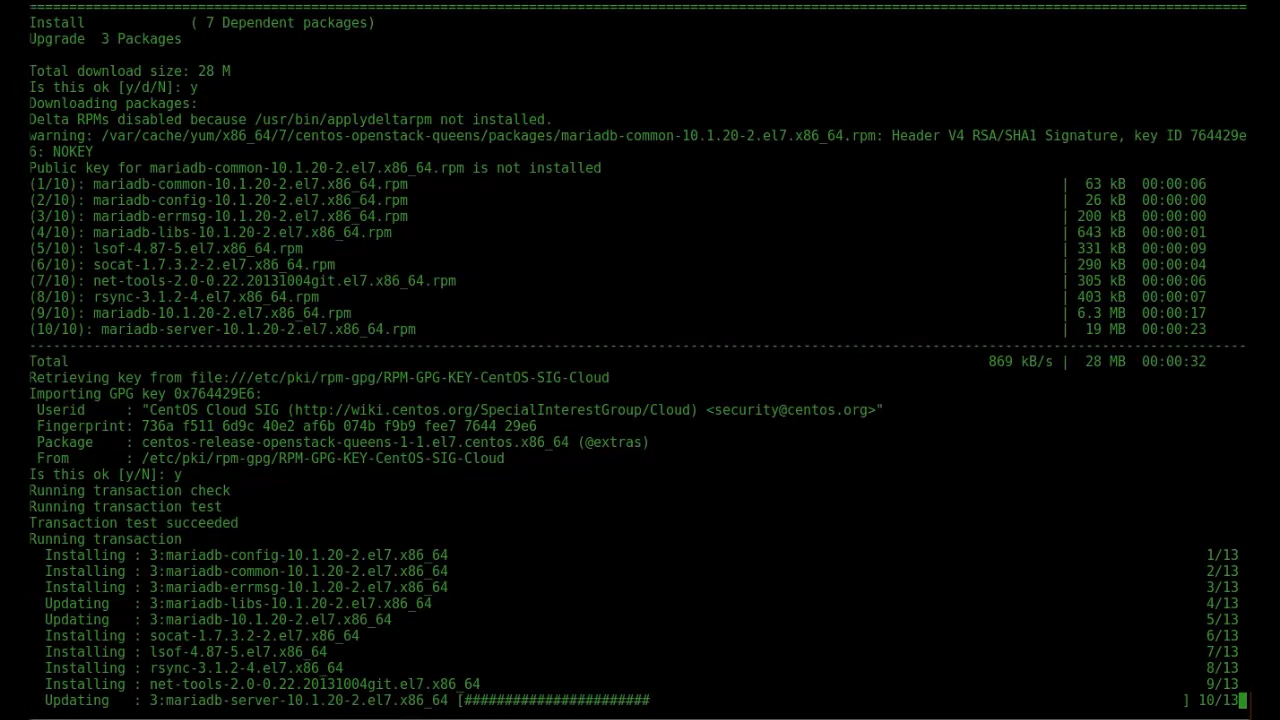 ================================================================================
Install             ( 7 Dependent packages)
Upgrade  3 Packages
Total download size: 28 M
Is this ok [y/d/N]: y
Downloading packages:
Delta RPMs disabled because /usr/bin/applydeltarpm not installed.
warning: /var/cache/yum/x86_64/7/centos-openstack-queens/packages/mariadb-common-10.1.20-2.el7.x86_64.rpm: Header V4 RSA/SHA1 Signature, key ID 764429e
6: NOKEY
Public key for mariadb-common-10.1.20-2.el7.x86_64.rpm is not installed
(1/10): mariadb-common-10.1.20-2.el7.x86_64.rpm | 63 kB 00:00:06
(2/10): mariadb-config-10.1.20-2.el7.x86_64.rpm | 26 kB 00:00:00
(3/10): mariadb-errmsg-10.1.20-2.el7.x86_64.rpm | 200 kB 00:00:00
(4/10): mariadb-libs-10.1.20-2.el7.x86_64.rpm | 643 kB 00:00:01
(5/10): lsof-4.87-5.el7.x86_64.rpm | 331 kB 00:00:09
(6/10): socat-1.7.3.2-2.el7.x86_64.rpm | 290 kB 00:00:04
(7/10): net-tools-2.0-0.22.20131004git.el7.x86_64.rpm | 305 kB 00:00:06
(8/10): rsync-3.1.2-4.el7.x86_64.rpm | 403 kB 00:00:07
(9/10): mariadb-10.1.20-2.el7.x86_64.rpm | 6.3 MB 00:00:17
(10/10): mariadb-server-10.1.20-2.el7.x86_64.rpm | 19 MB 00:00:23
--------------------------------------------------------------------------------
Total 869 kB/s | 28 MB 00:00:32
Retrieving key from file:///etc/pki/rpm-gpg/RPM-GPG-KEY-CentOS-SIG-Cloud
Importing GPG key 0x764429E6:
 Userid     : "CentOS Cloud SIG (http://wiki.centos.org/SpecialInterestGroup/Cloud) <security@centos.org>"
 Fingerprint: 736a f511 6d9c 40e2 af6b 074b f9b9 fee7 7644 29e6
 Package    : centos-release-openstack-queens-1-1.el7.centos.x86_64 (@extras)
 From       : /etc/pki/rpm-gpg/RPM-GPG-KEY-CentOS-SIG-Cloud
Is this ok [y/N]: y
Running transaction check
Running transaction test
Transaction test succeeded
Running transaction
  Installing : 3:mariadb-config-10.1.20-2.el7.x86_64 1/13
  Installing : 3:mariadb-common-10.1.20-2.el7.x86_64 2/13
  Installing : 3:mariadb-errmsg-10.1.20-2.el7.x86_64 3/13
  Updating   : 3:mariadb-libs-10.1.20-2.el7.x86_64 4/13
  Updating   : 3:mariadb-10.1.20-2.el7.x86_64 5/13
  Installing : socat-1.7.3.2-2.el7.x86_64 6/13
  Installing : lsof-4.87-5.el7.x86_64 7/13
  Installing : rsync-3.1.2-4.el7.x86_64 8/13
  Installing : net-tools-2.0-0.22.20131004git.el7.x86_64 9/13
  Updating   : 3:mariadb-server-10.1.20-2.el7.x86_64 [####################### ] 10/13